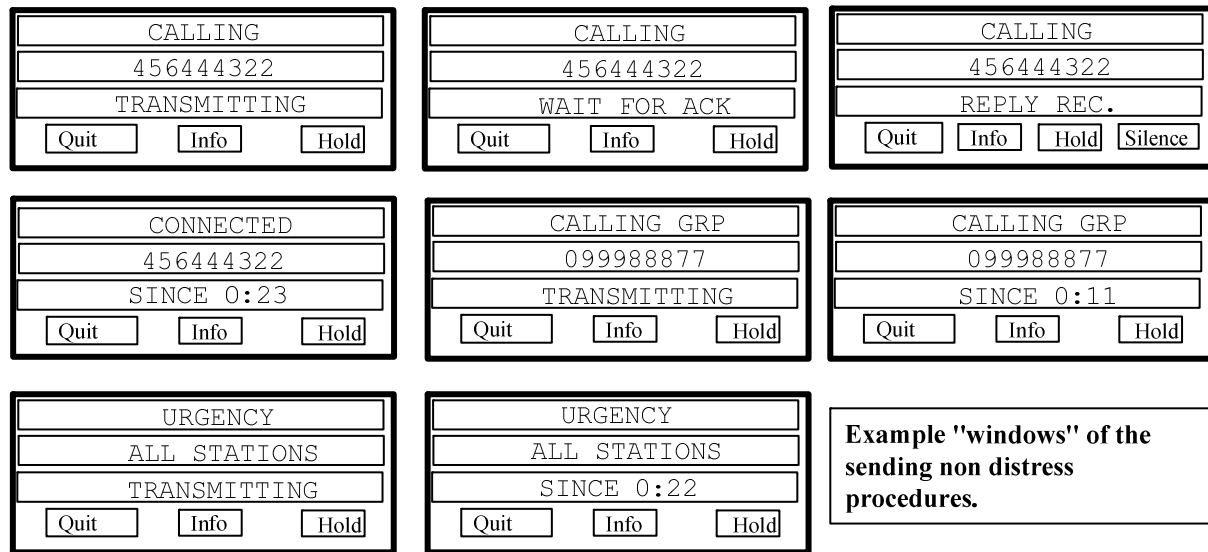 CALLING
456444322
TRANSMITTING
Quit Info Hold
CALLING
456444322
WAIT FOR ACK
Quit Info Hold
CALLING
456444322
REPLY REC.
Quit Info Hold Silence
CONNECTED
456444322
SINCE 0:23
Quit Info Hold
CALLING GRP
099988877
TRANSMITTING
Quit Info Hold
CALLING GRP
099988877
SINCE 0:11
Quit Info Hold
URGENCY
ALL STATIONS
TRANSMITTING
Quit Info Hold
URGENCY
ALL STATIONS
SINCE 0:22
Quit Info Hold
Example "windows" of the
sending non distress
procedures.